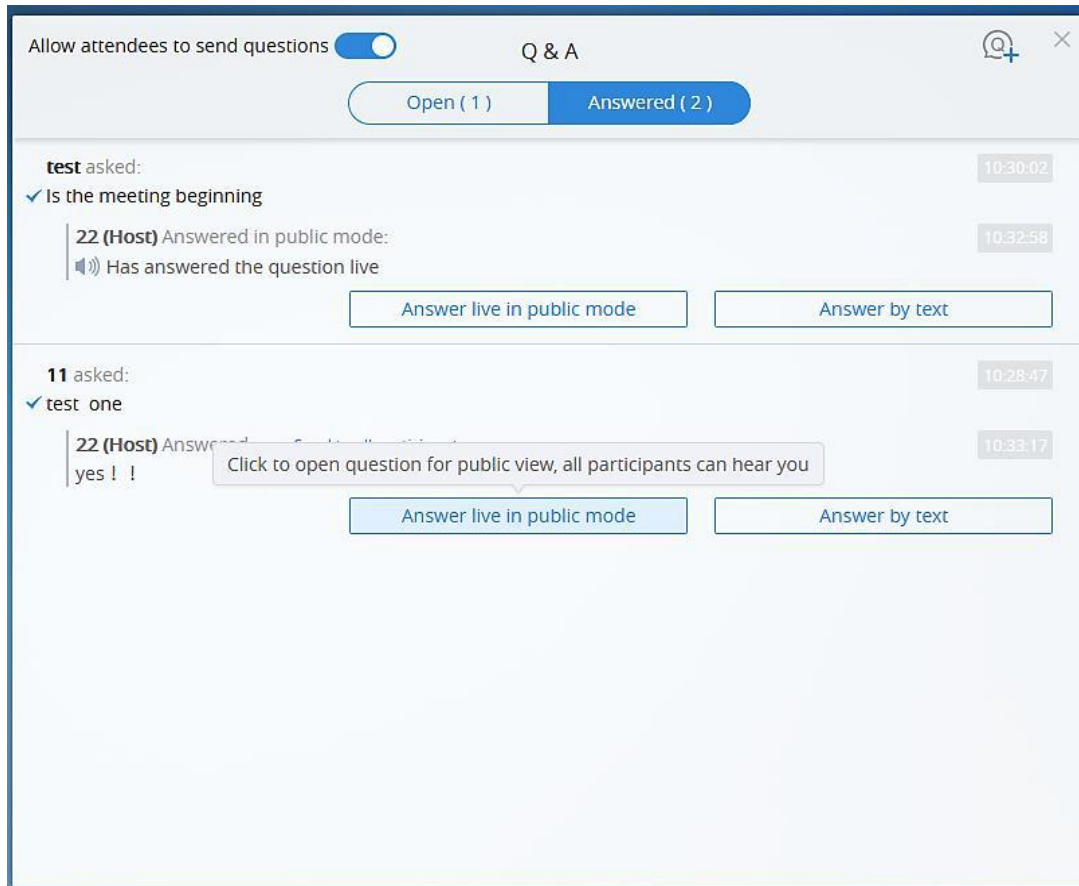 Allow attendees to send questions
Q & A
Open ( 1 )
Answered ( 2 )
test asked:
10:30:02
Is the meeting beginning
22 (Host) Answered in public mode:
10:32:58
Has answered the question live
Answer live in public mode
Answer by text
11 asked:
10:28:47
test one
22 (Host)
10:33:17
Click to open question for public view, all participants can hear you
yes！！
Answer live in public mode
Answer by text